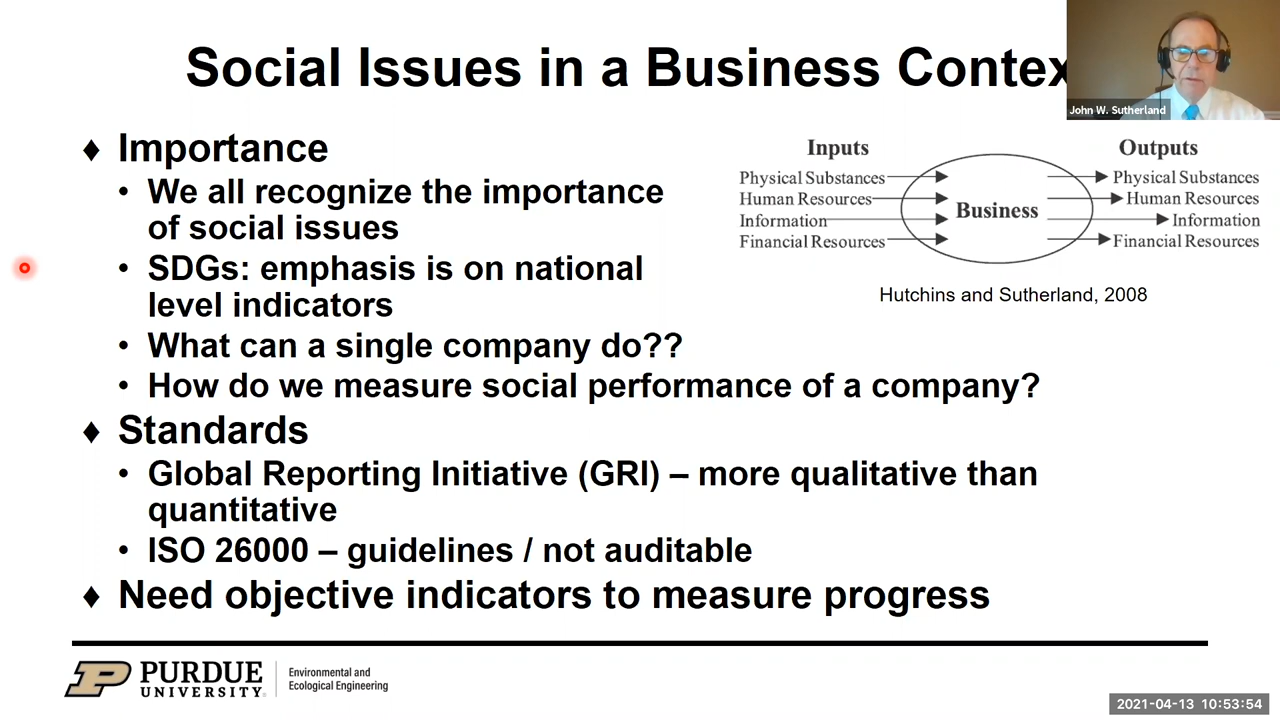 Social Issues in a Business Contex
John W. Sutherland
♦ Importance
• We all recognize the importance
of social issues
• SDGs: emphasis is on national
level indicators
• What can a single company do??
• How do we measure social performance of a company?
♦ Standards
• Global Reporting Initiative (GRI) – more qualitative than
quantitative
• ISO 26000 – guidelines / not auditable
♦ Need objective indicators to measure progress
Inputs
Physical Substances
Human Resources
Information
Financial Resources
Business
Outputs
Physical Substances
Human Resources
Information
Financial Resources
Hutchins and Sutherland, 2008
P PURDUE
UNIVERSITY
Environmental and
Ecological Engineering
2021-04-13 10:53:54